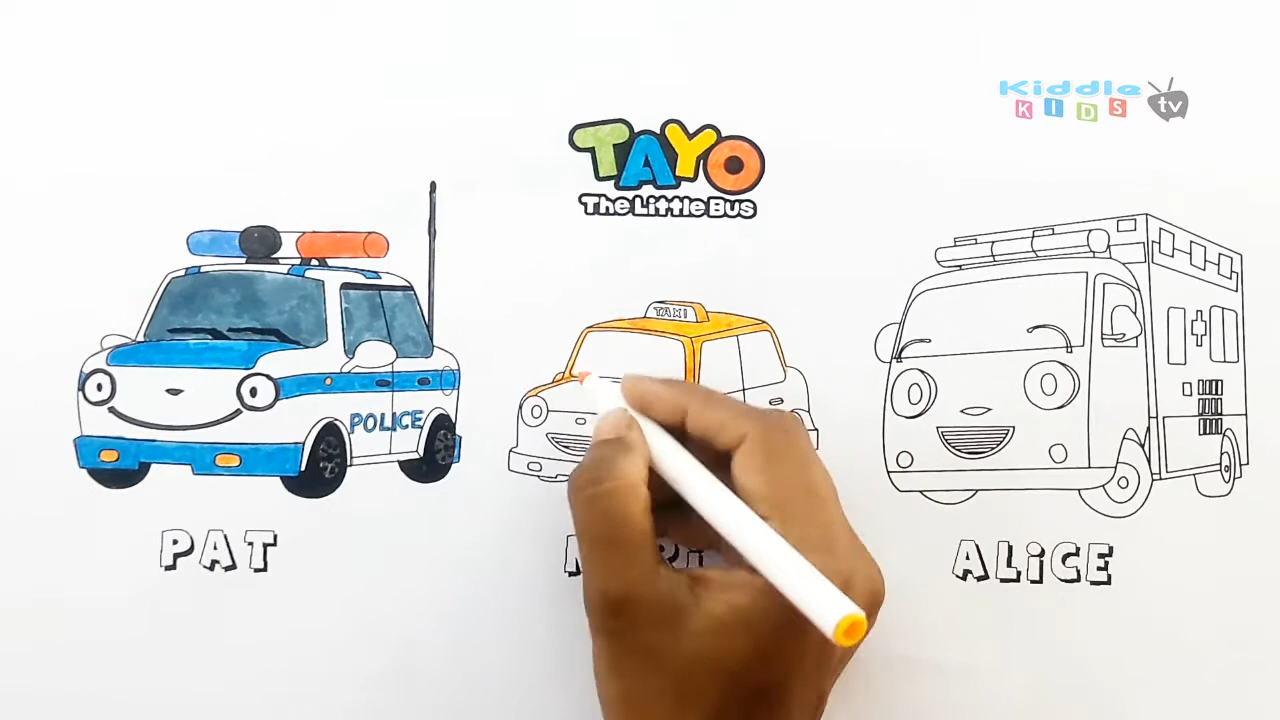 Kiddle
KIDS tv
TAYO
The Little Bus
TAXI
POLICE
PAT
ALiCE